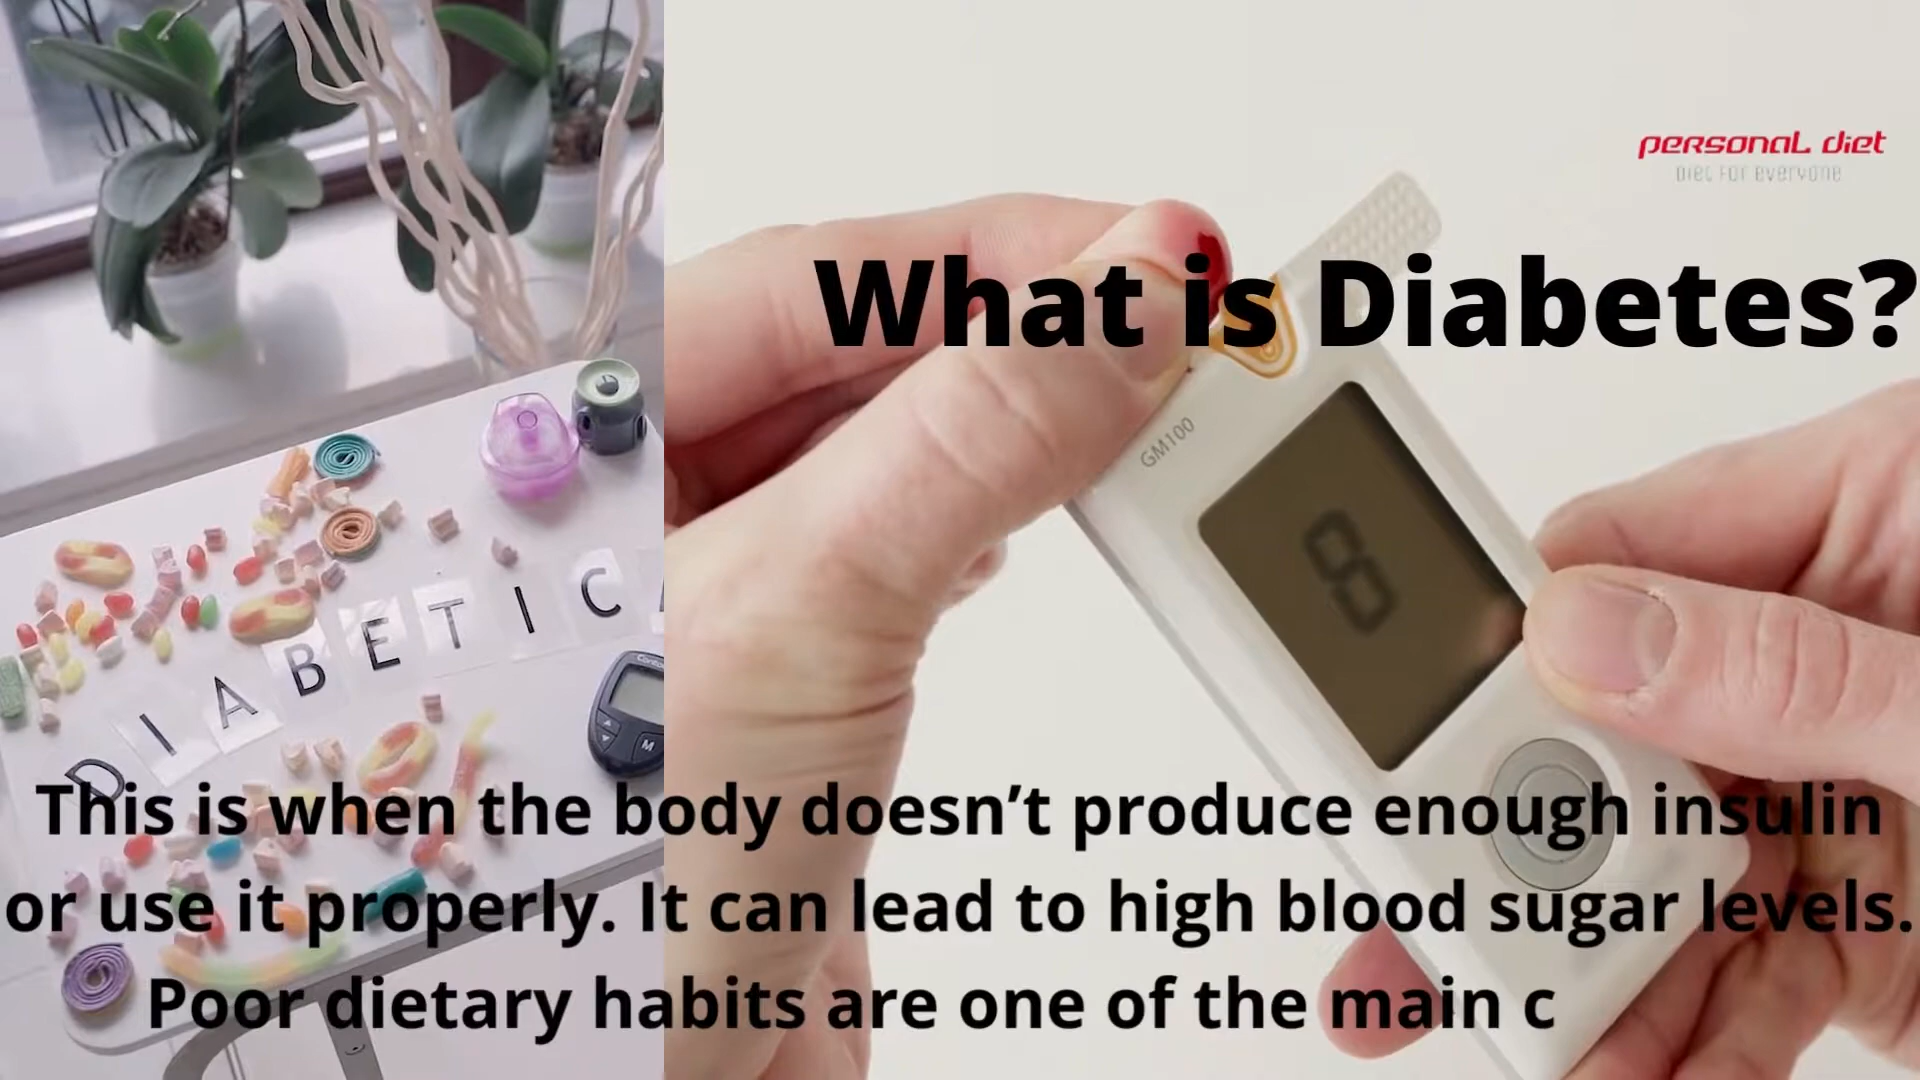 personal diet
Diet for everyone
What is Diabetes?
GM100
8
DIABETIC
Contour
M
This is when the body doesn’t produce enough insulin
or use it properly. It can lead to high blood sugar levels.
Poor dietary habits are one of the main c